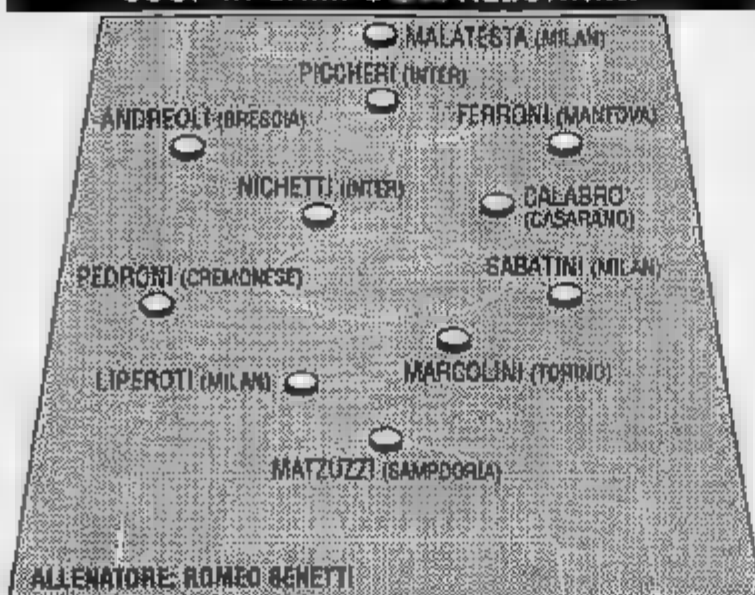 MALATESTA (MILAN)
PICCHERI (INTER)
ANDREOLI (BRESCIA)
FERRONI (MANTOVA)
NICHETTI (INTER)
CALABRO'
(CASARANO)
PEDRONI (CREMONESE)
SABATINI (MILAN)
LIPEROTI (MILAN)
MARCOLINI (TORINO)
MATZUZZI (SAMPDORIA)
ALLENATORE: ROMEO BENETTI